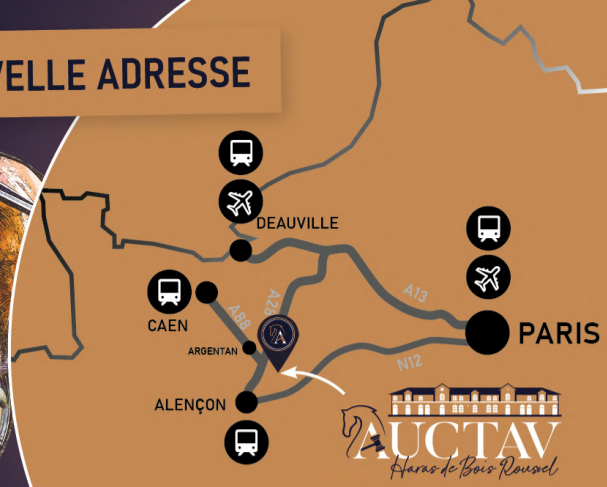 VELLE ADRESSE
DEAUVILLE
A13
A28
CAEN
A88
ARGENTAN
PARIS
N12
ALENÇON
AUCTAV
Haras de Bois Roussel